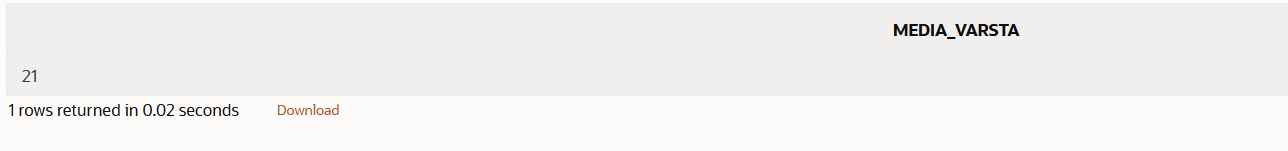 MEDIA_VARSTA
21
1 rows returned in 0.02 seconds Download